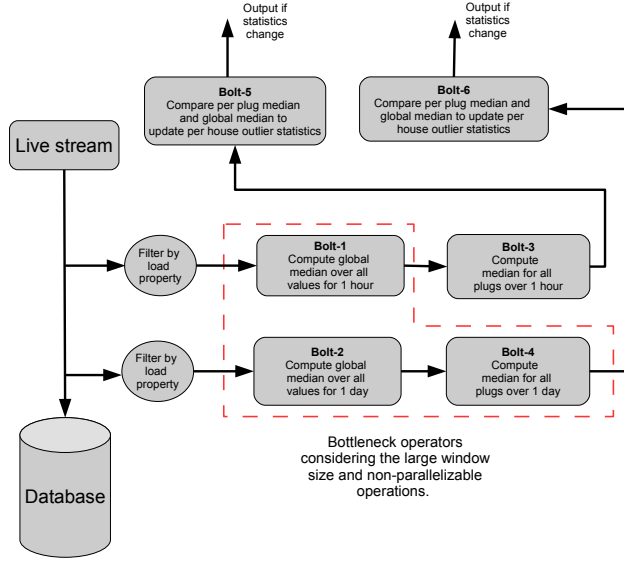 Output if
statistics
change
Output if
statistics
change
Bolt-5
Compare per plug median
and global median to
update per house outlier statistics
Bolt-6
Compare per plug median and
global median to update per
house outlier statistics
Live stream
Filter by
load
property
Bolt-1
Compute global
median over all
values for 1 hour
Bolt-3
Compute
median for all
plugs over 1 hour
Filter by
load
property
Bolt-2
Compute global
median over all
values for 1 day
Bolt-4
Compute
median for all
plugs over 1 day
Bottleneck operators
considering the large window
size and non-parallelizable
operations.
Database